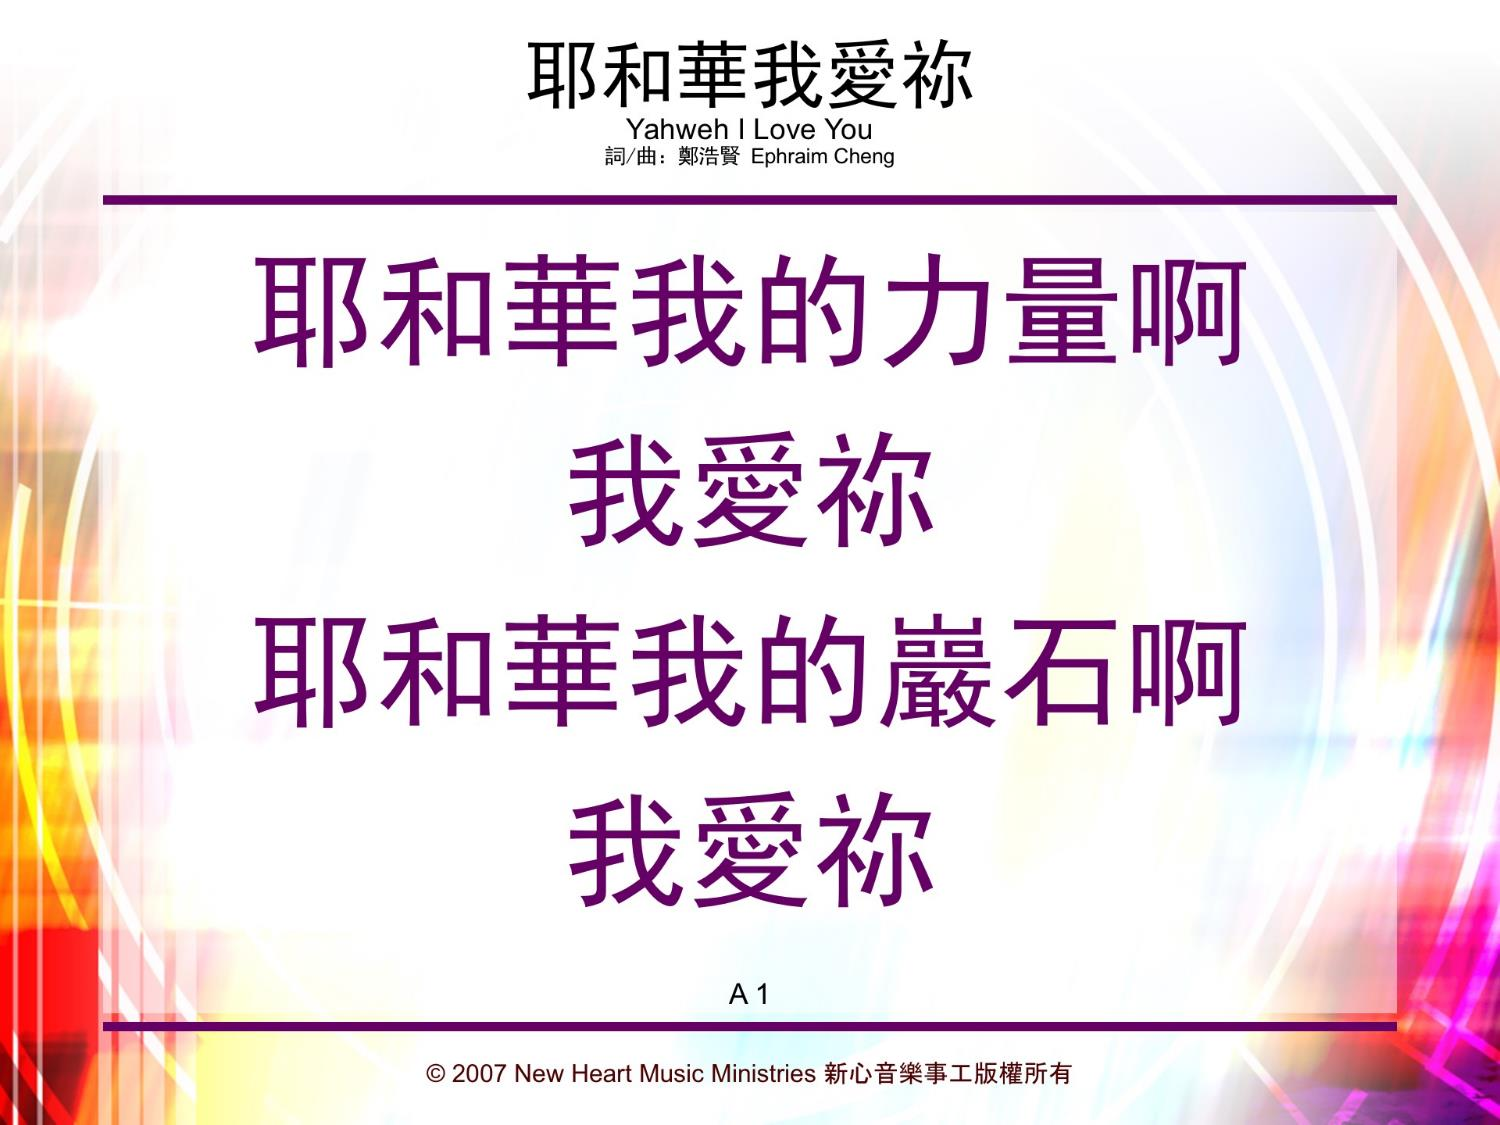 耶和華我愛祢
Yahweh I Love You
詞/曲：鄭浩賢 Ephraim Cheng
耶和華我的力量啊
我愛祢
耶和華我的巖石啊
我愛祢
A 1
© 2007 New Heart Music Ministries 新心音樂事工版權所有